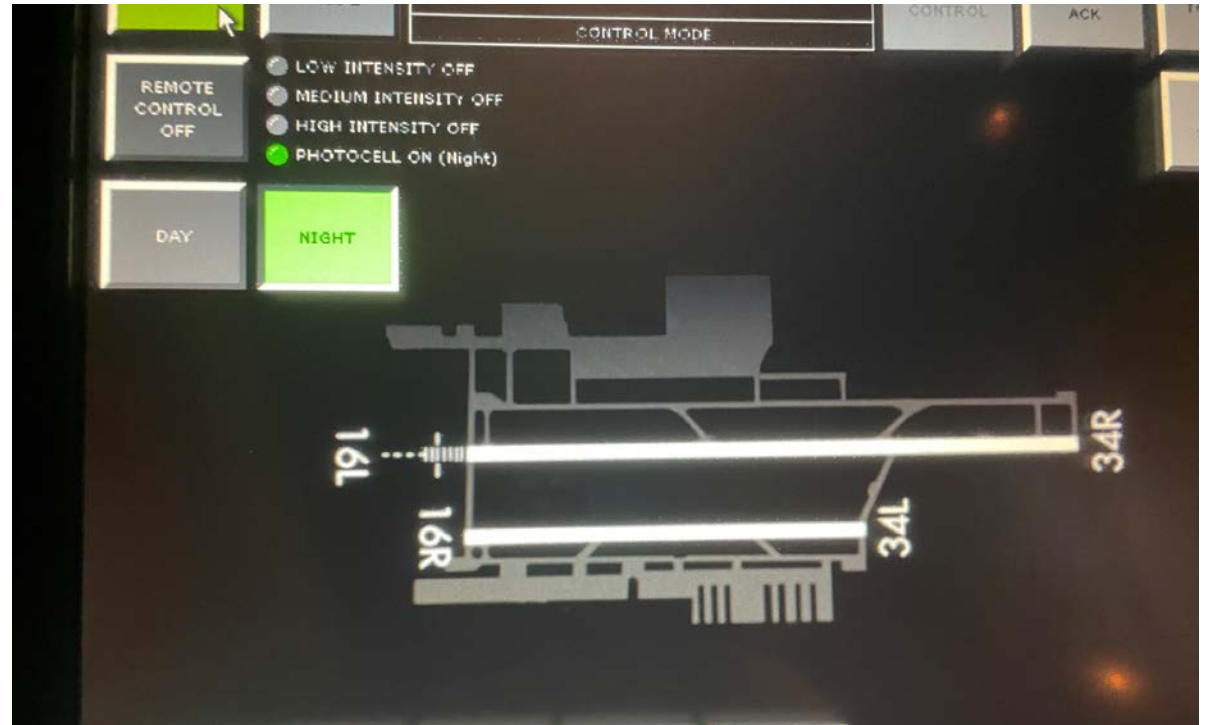 CONTROL
ACK
CONTROL MODE
REMOTE
CONTROL
OFF
LOW INTENSITY OFF
MEDIUM INTENSITY OFF
HIGH INTENSITY OFF
PHOTOCELL ON (Night)
DAY
NIGHT
16L
34R
16R
34L